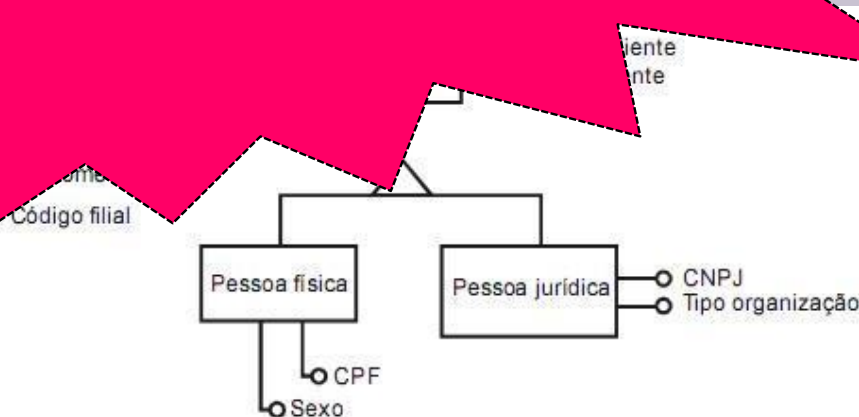 Código filial
Pessoa física
Pessoa jurídica
CNPJ
Tipo organização
CPF
Sexo